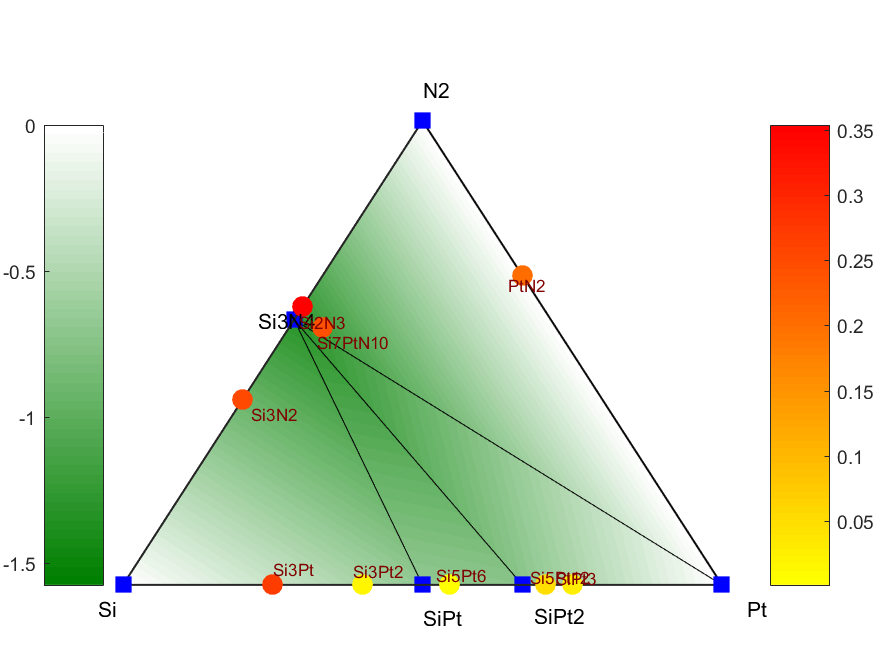 N2
0
0.35
0.3
-0.5
0.25
PtN2
Si3N4
Si2N3
0.2
Si7PtN10
0.15
-1
Si3N2
0.1
0.05
-1.5
Si3Pt
Si3Pt2
Si5Pt6
Si5Pt12
SiPt3
Si
SiPt
SiPt2
Pt